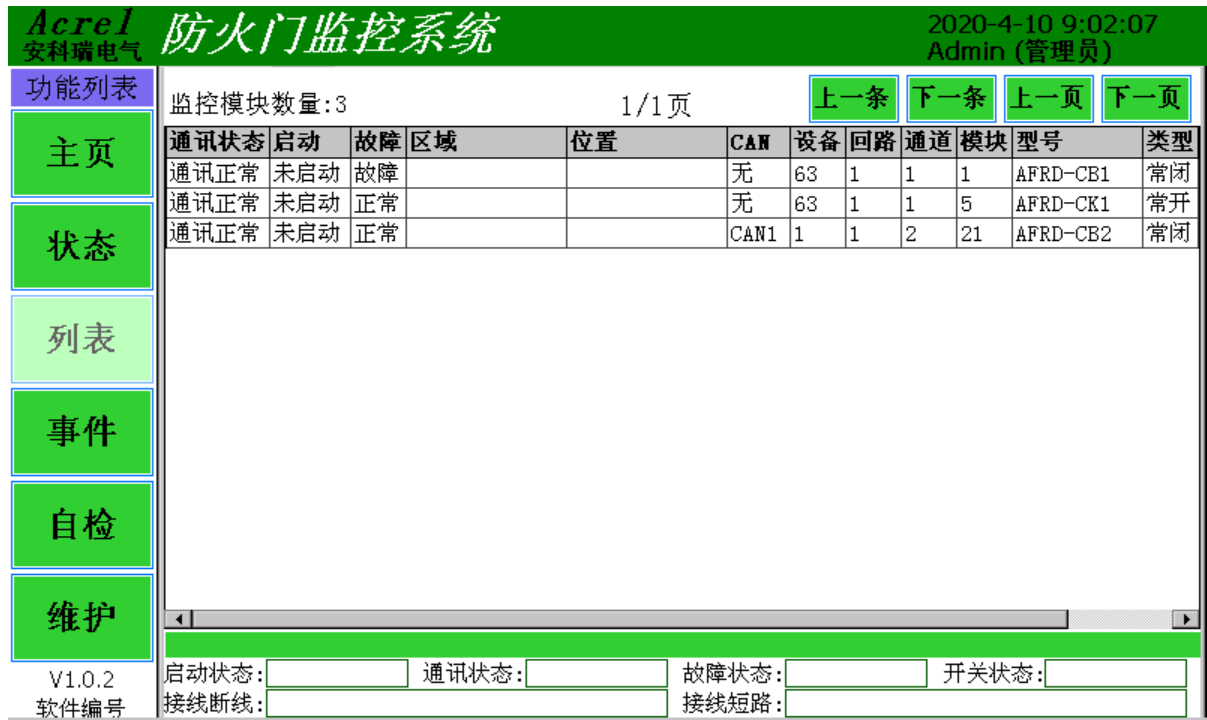 Acrel 防火门监控系统 2020-4-10 9:02:07
安科瑞电气 Admin (管理员)
功能列表
主页
状态
列表
事件
自检
维护
V1.0.2
软件编号
监控模块数量:3 1/1页 上一条 下一条 上一页 下一页
通讯状态 启动 故障 区域 位置 CAN 设备 回路 通道 模块 型号 类型
通讯正常 未启动 故障 无 63 1 1 1 AFRD-CB1 常闭
通讯正常 未启动 正常 无 63 1 1 5 AFRD-CK1 常开
通讯正常 未启动 正常 CAN1 1 1 2 21 AFRD-CB2 常闭
启动状态: 通讯状态: 故障状态: 开关状态:
接线断线: 接线短路: